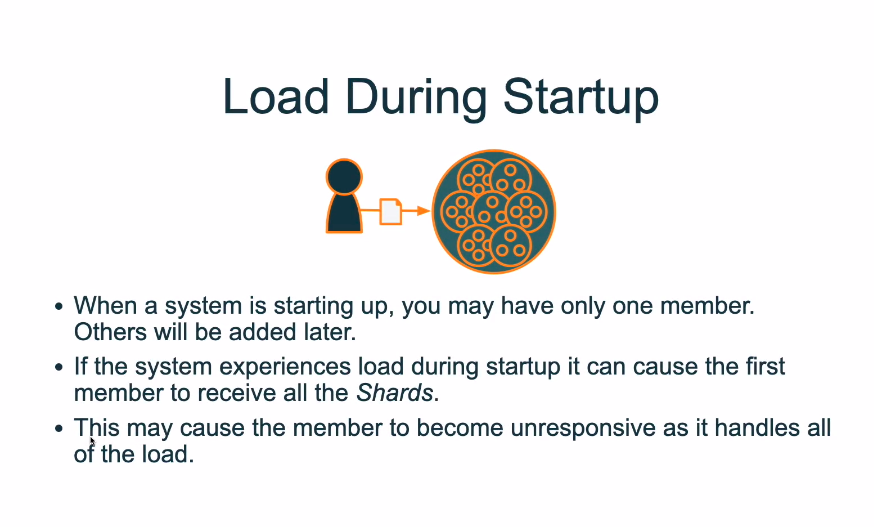 Load During Startup
• When a system is starting up, you may have only one member.
Others will be added later.
• If the system experiences load during startup it can cause the first
member to receive all the Shards.
• This may cause the member to become unresponsive as it handles all
of the load.